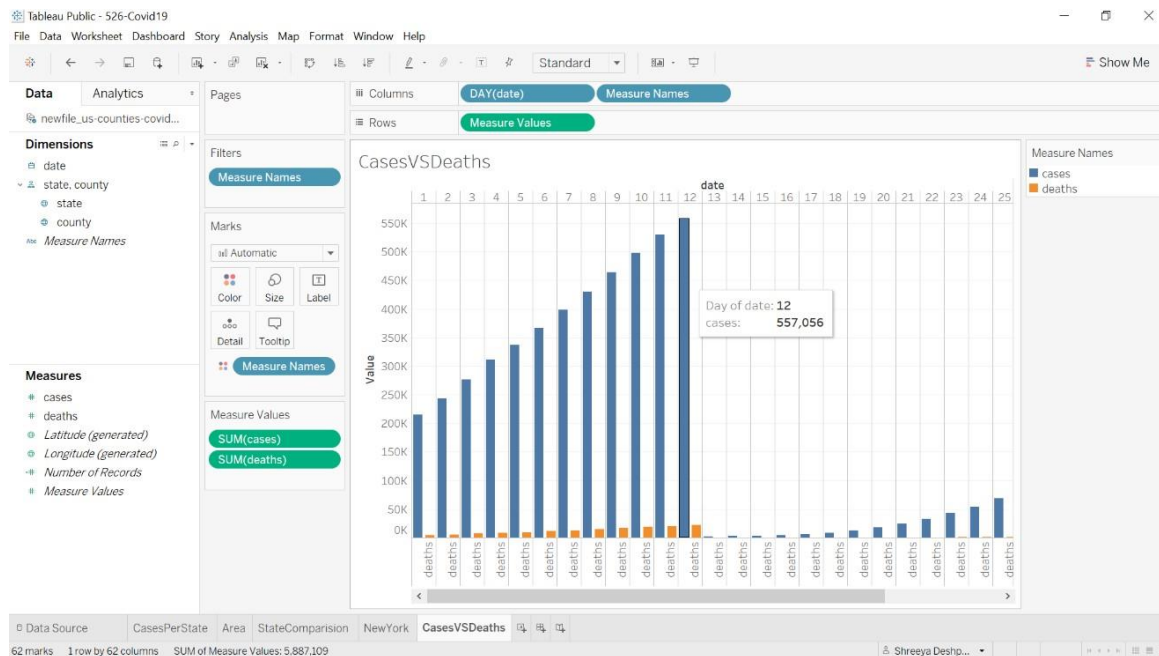 Tableau Public - 526-Covid19
File Data Worksheet Dashboard Story Analysis Map Format Window Help
Standard
Show Me
Data Analytics
Pages
Columns DAY(date) Measure Names
newfile_us-counties-covid...
Rows Measure Values
Dimensions
date
state, county
state
county
Abc Measure Names
Filters
Measure Names
CasesVSDeaths
Measure Names
cases
deaths
Marks
Automatic
Color Size Label
Detail Tooltip
Measure Names
date
1 2 3 4 5 6 7 8 9 10 11 12 13 14 15 16 17 18 19 20 21 22 23 24 25
550K
500K
450K
400K
350K
300K
250K
200K
150K
100K
50K
0K
Value
Day of date: 12
cases: 557,056
deaths deaths deaths deaths deaths deaths deaths deaths deaths deaths deaths deaths deaths deaths deaths deaths deaths deaths deaths deaths deaths deaths deaths deaths deaths
Measures
cases
deaths
Latitude (generated)
Longitude (generated)
Number of Records
Measure Values
Measure Values
SUM(cases)
SUM(deaths)
Data Source CasesPerState Area StateComparision NewYork CasesVSDeaths
62 marks 1 row by 62 columns SUM of Measure Values: 5,887,109
Shreeya Deshp...